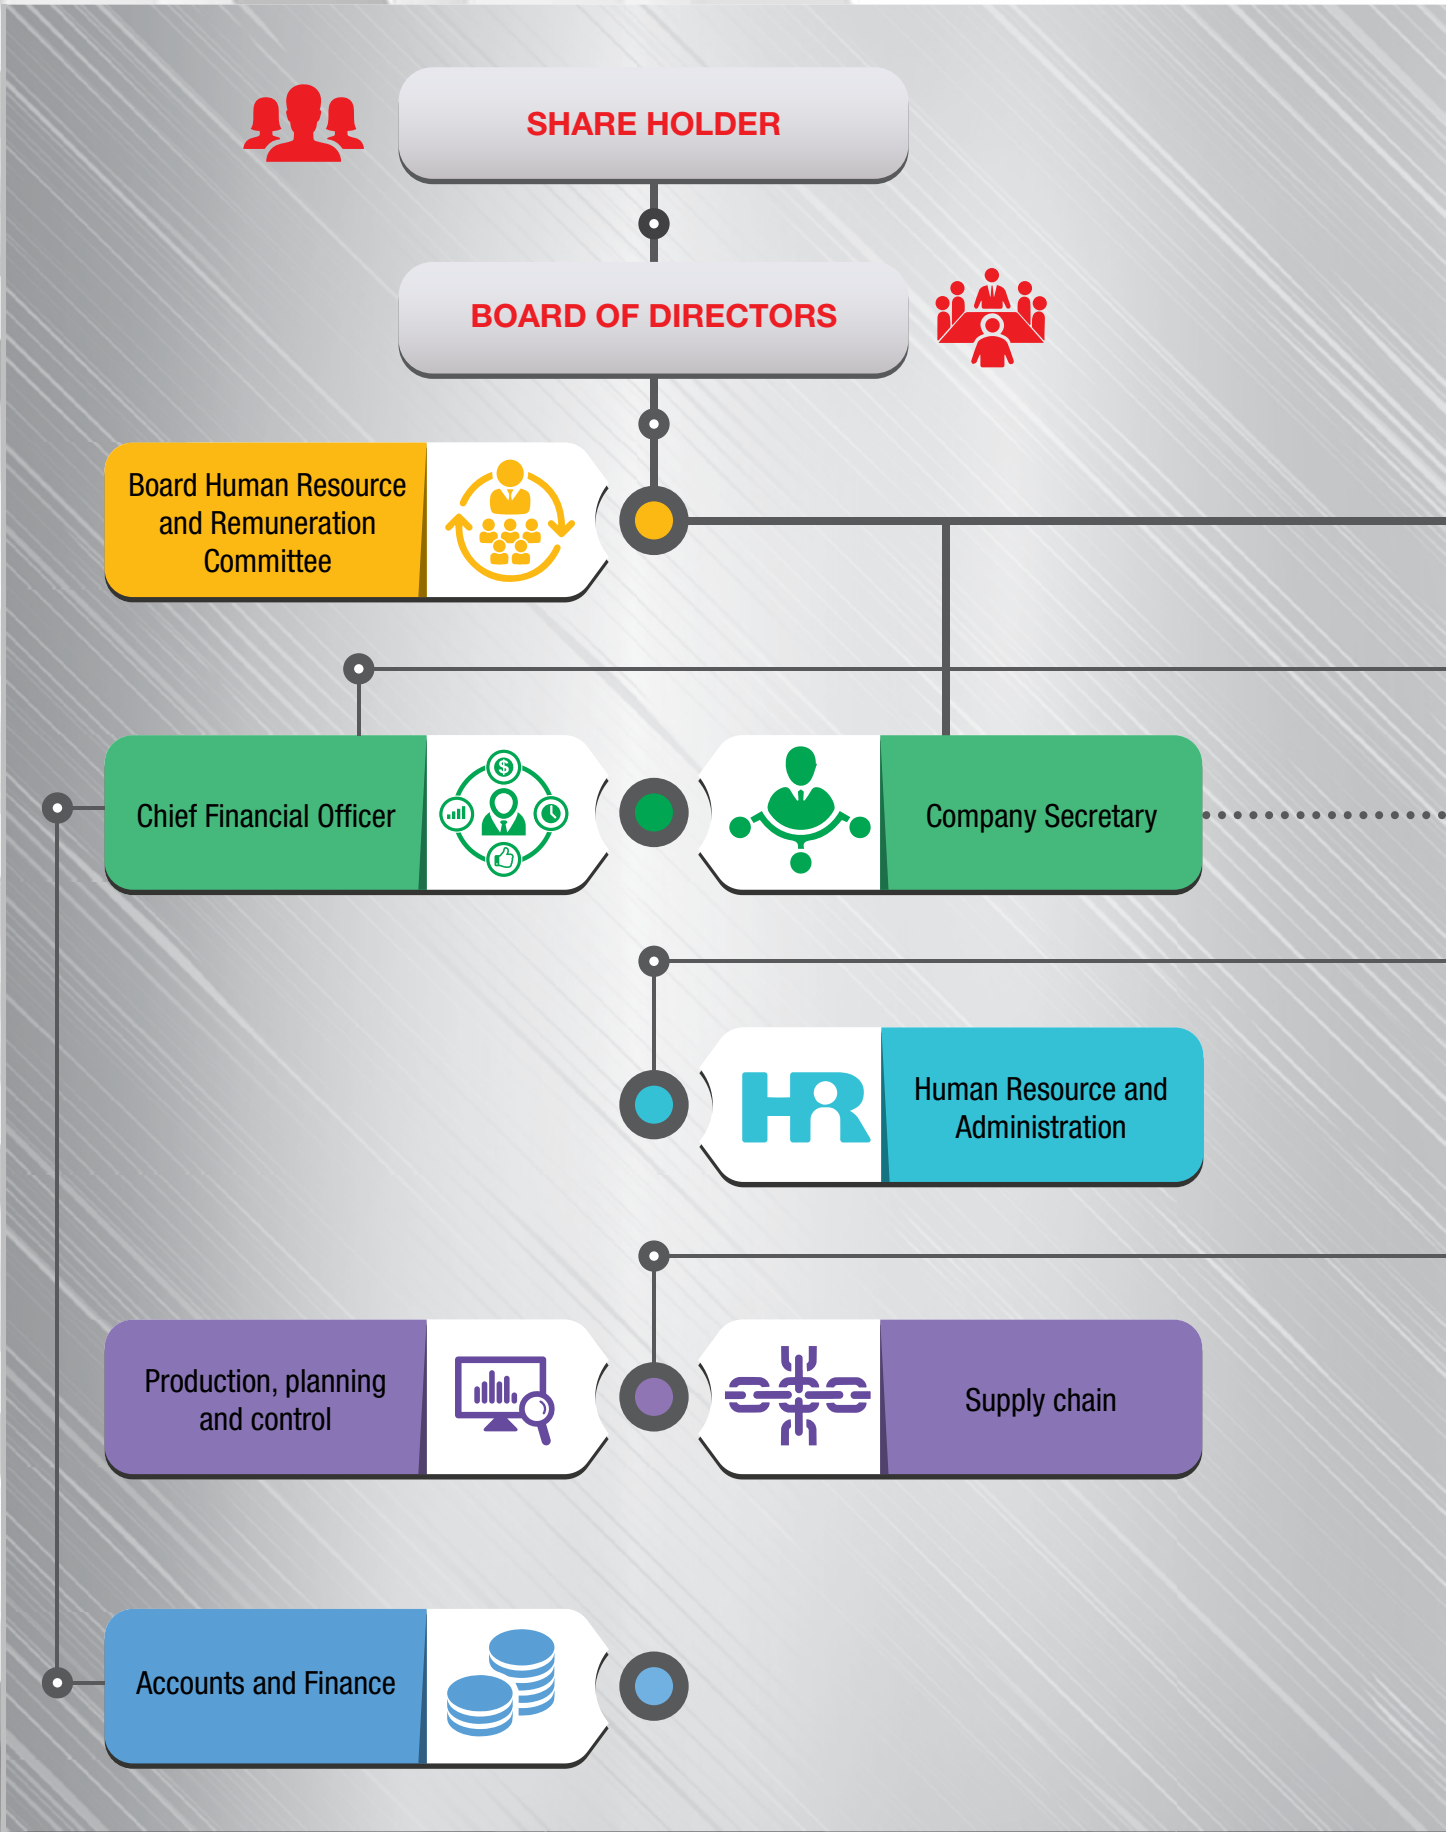 SHARE HOLDER
BOARD OF DIRECTORS
Board Human Resource
and Remuneration
Committee
Chief Financial Officer
$
Company Secretary
HR
Human Resource and
Administration
Production, planning
and control
Supply chain
Accounts and Finance